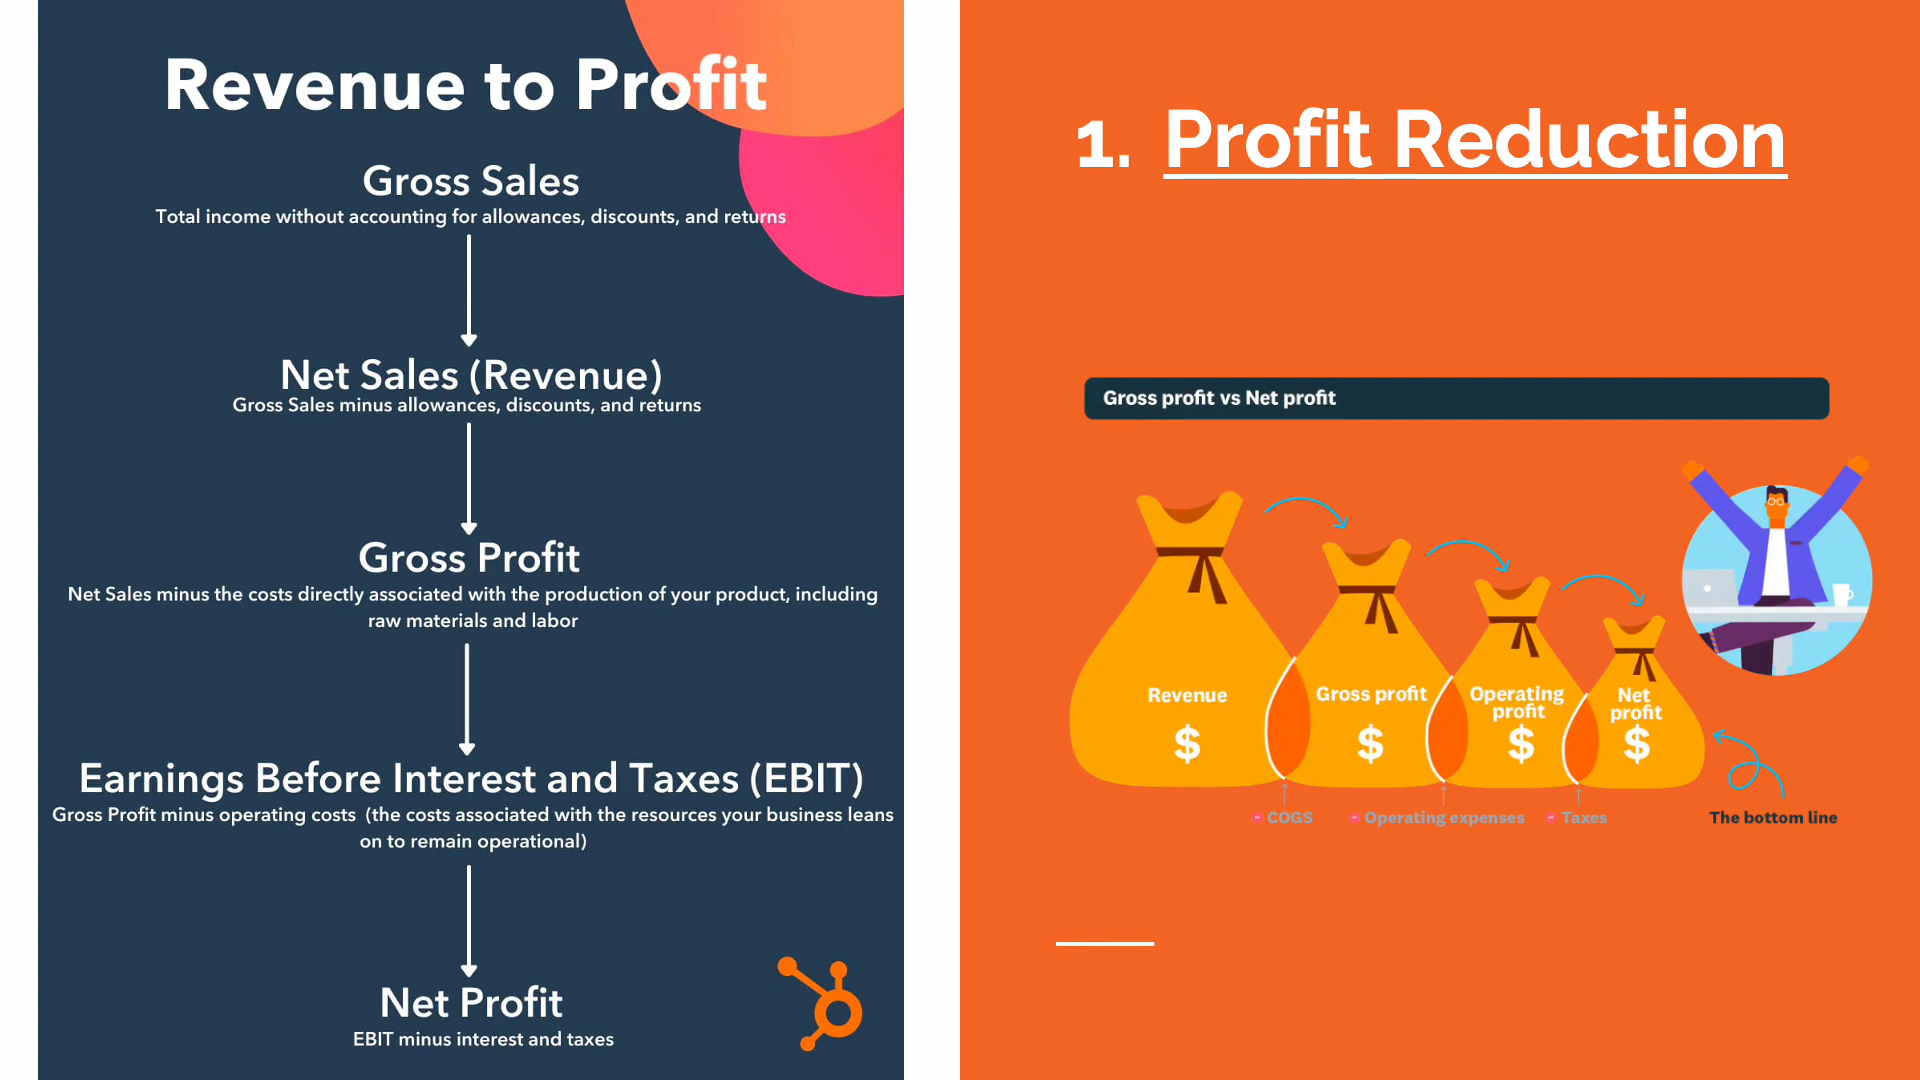 Revenue to Profit
Gross Sales
Total income without accounting for allowances, discounts, and returns
Net Sales (Revenue)
Gross Sales minus allowances, discounts, and returns
Gross Profit
Net Sales minus the costs directly associated with the production of your product, including
raw materials and labor
Earnings Before Interest and Taxes (EBIT)
Gross Profit minus operating costs (the costs associated with the resources your business leans
on to remain operational)
Net Profit
EBIT minus interest and taxes
1. Profit Reduction
Gross profit vs Net profit
Revenue
$
Gross profit
$
Operating
profit
$
Net
profit
$
- COGS
- Operating expenses
- Taxes
The bottom line